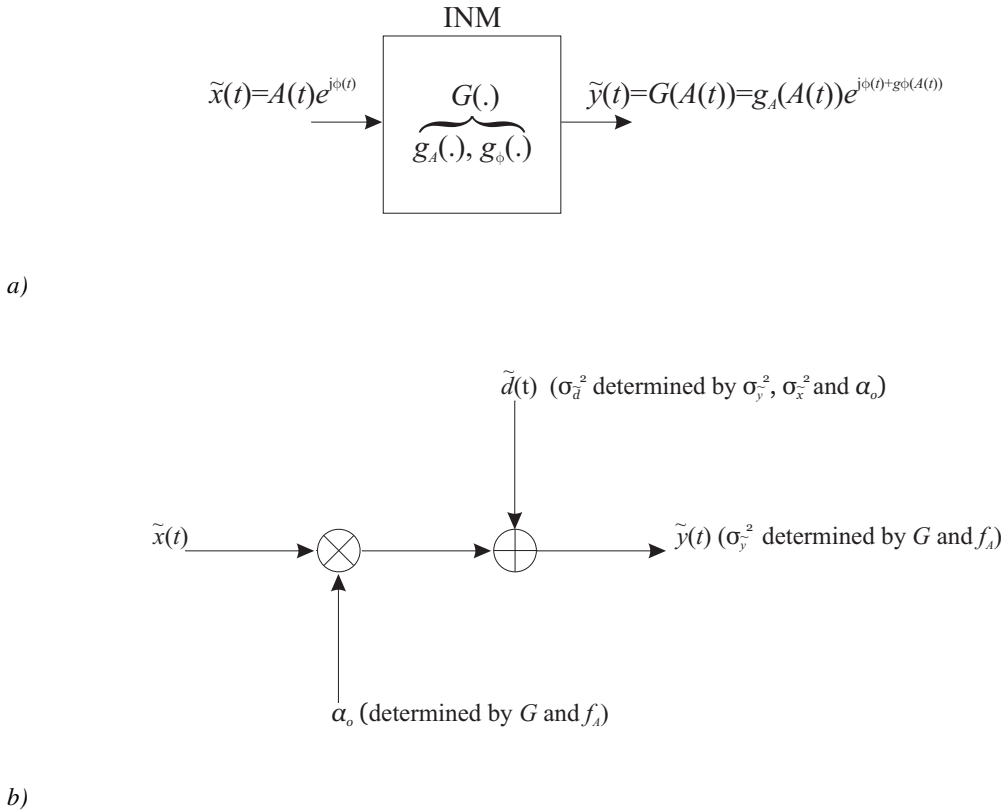 INM
x̃(t)=A(t)e^{jϕ(t)}
G(.)
g_A(.), g_ϕ(.)
ỹ(t)=G(A(t))=g_A(A(t))e^{jϕ(t)+gϕ(A(t))}
a)
d̃(t) (σ_d̃² determined by σ_ỹ², σ_x̃² and α_o)
x̃(t)
ỹ(t) (σ_ỹ² determined by G and f_A)
α_o (determined by G and f_A)
b)